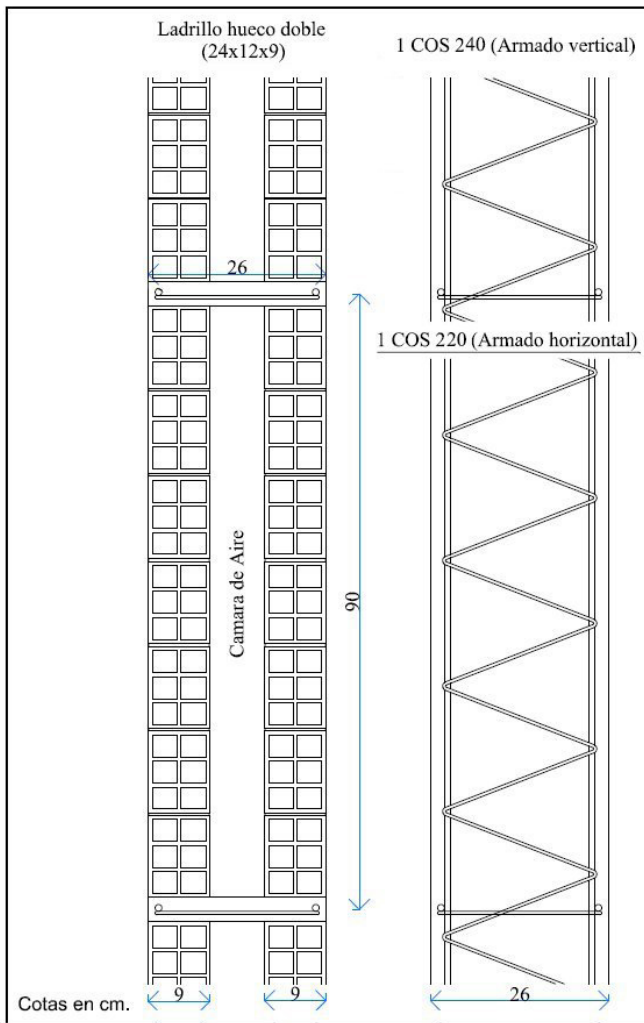 Ladrillo hueco doble
(24x12x9)
1 COS 240 (Armado vertical)
26
1 COS 220 (Armado horizontal)
Camara de Aire
90
Cotas en cm.
9
9
26